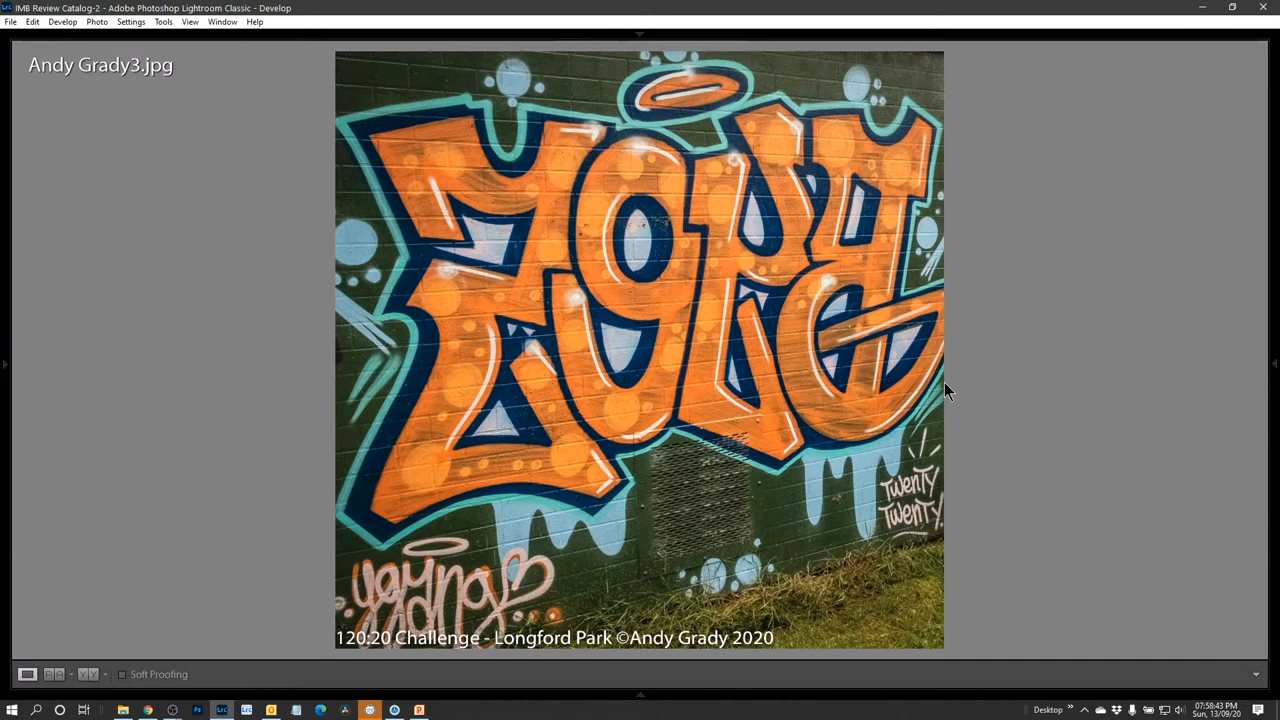 IMB Review Catalog-2 - Adobe Photoshop Lightroom Classic - Develop
File Edit Develop Photo Settings Tools View Window Help
Andy Grady3.jpg
TWENTY
TWENTY
120:20 Challenge - Longford Park ©Andy Grady 2020
Soft Proofing
Desktop
07:58:43 PM
Sun, 13/09/20